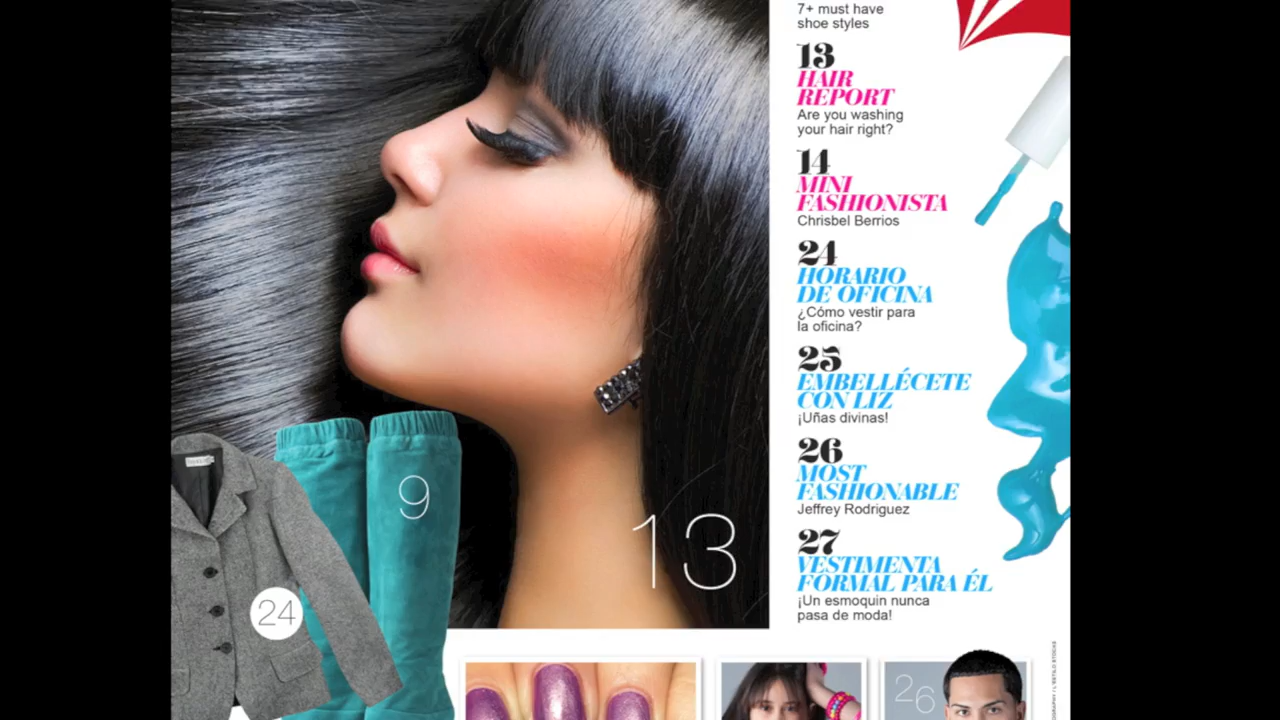 7+ must have
shoe styles
13
HAIR
REPORT
Are you washing
your hair right?
14
MINI
FASHIONISTA
Chrisbel Berrios
24
HORARIO
DE OFICINA
¿Cómo vestir para
la oficina?
25
EMBELLÉCETE
CON LIZ
¡Uñas divinas!
26
MOST
FASHIONABLE
Jeffrey Rodriguez
27
VESTIMENTA
FORMAL PARA ÉL
¡Un esmoquin nunca
pasa de moda!
9
13
24
26